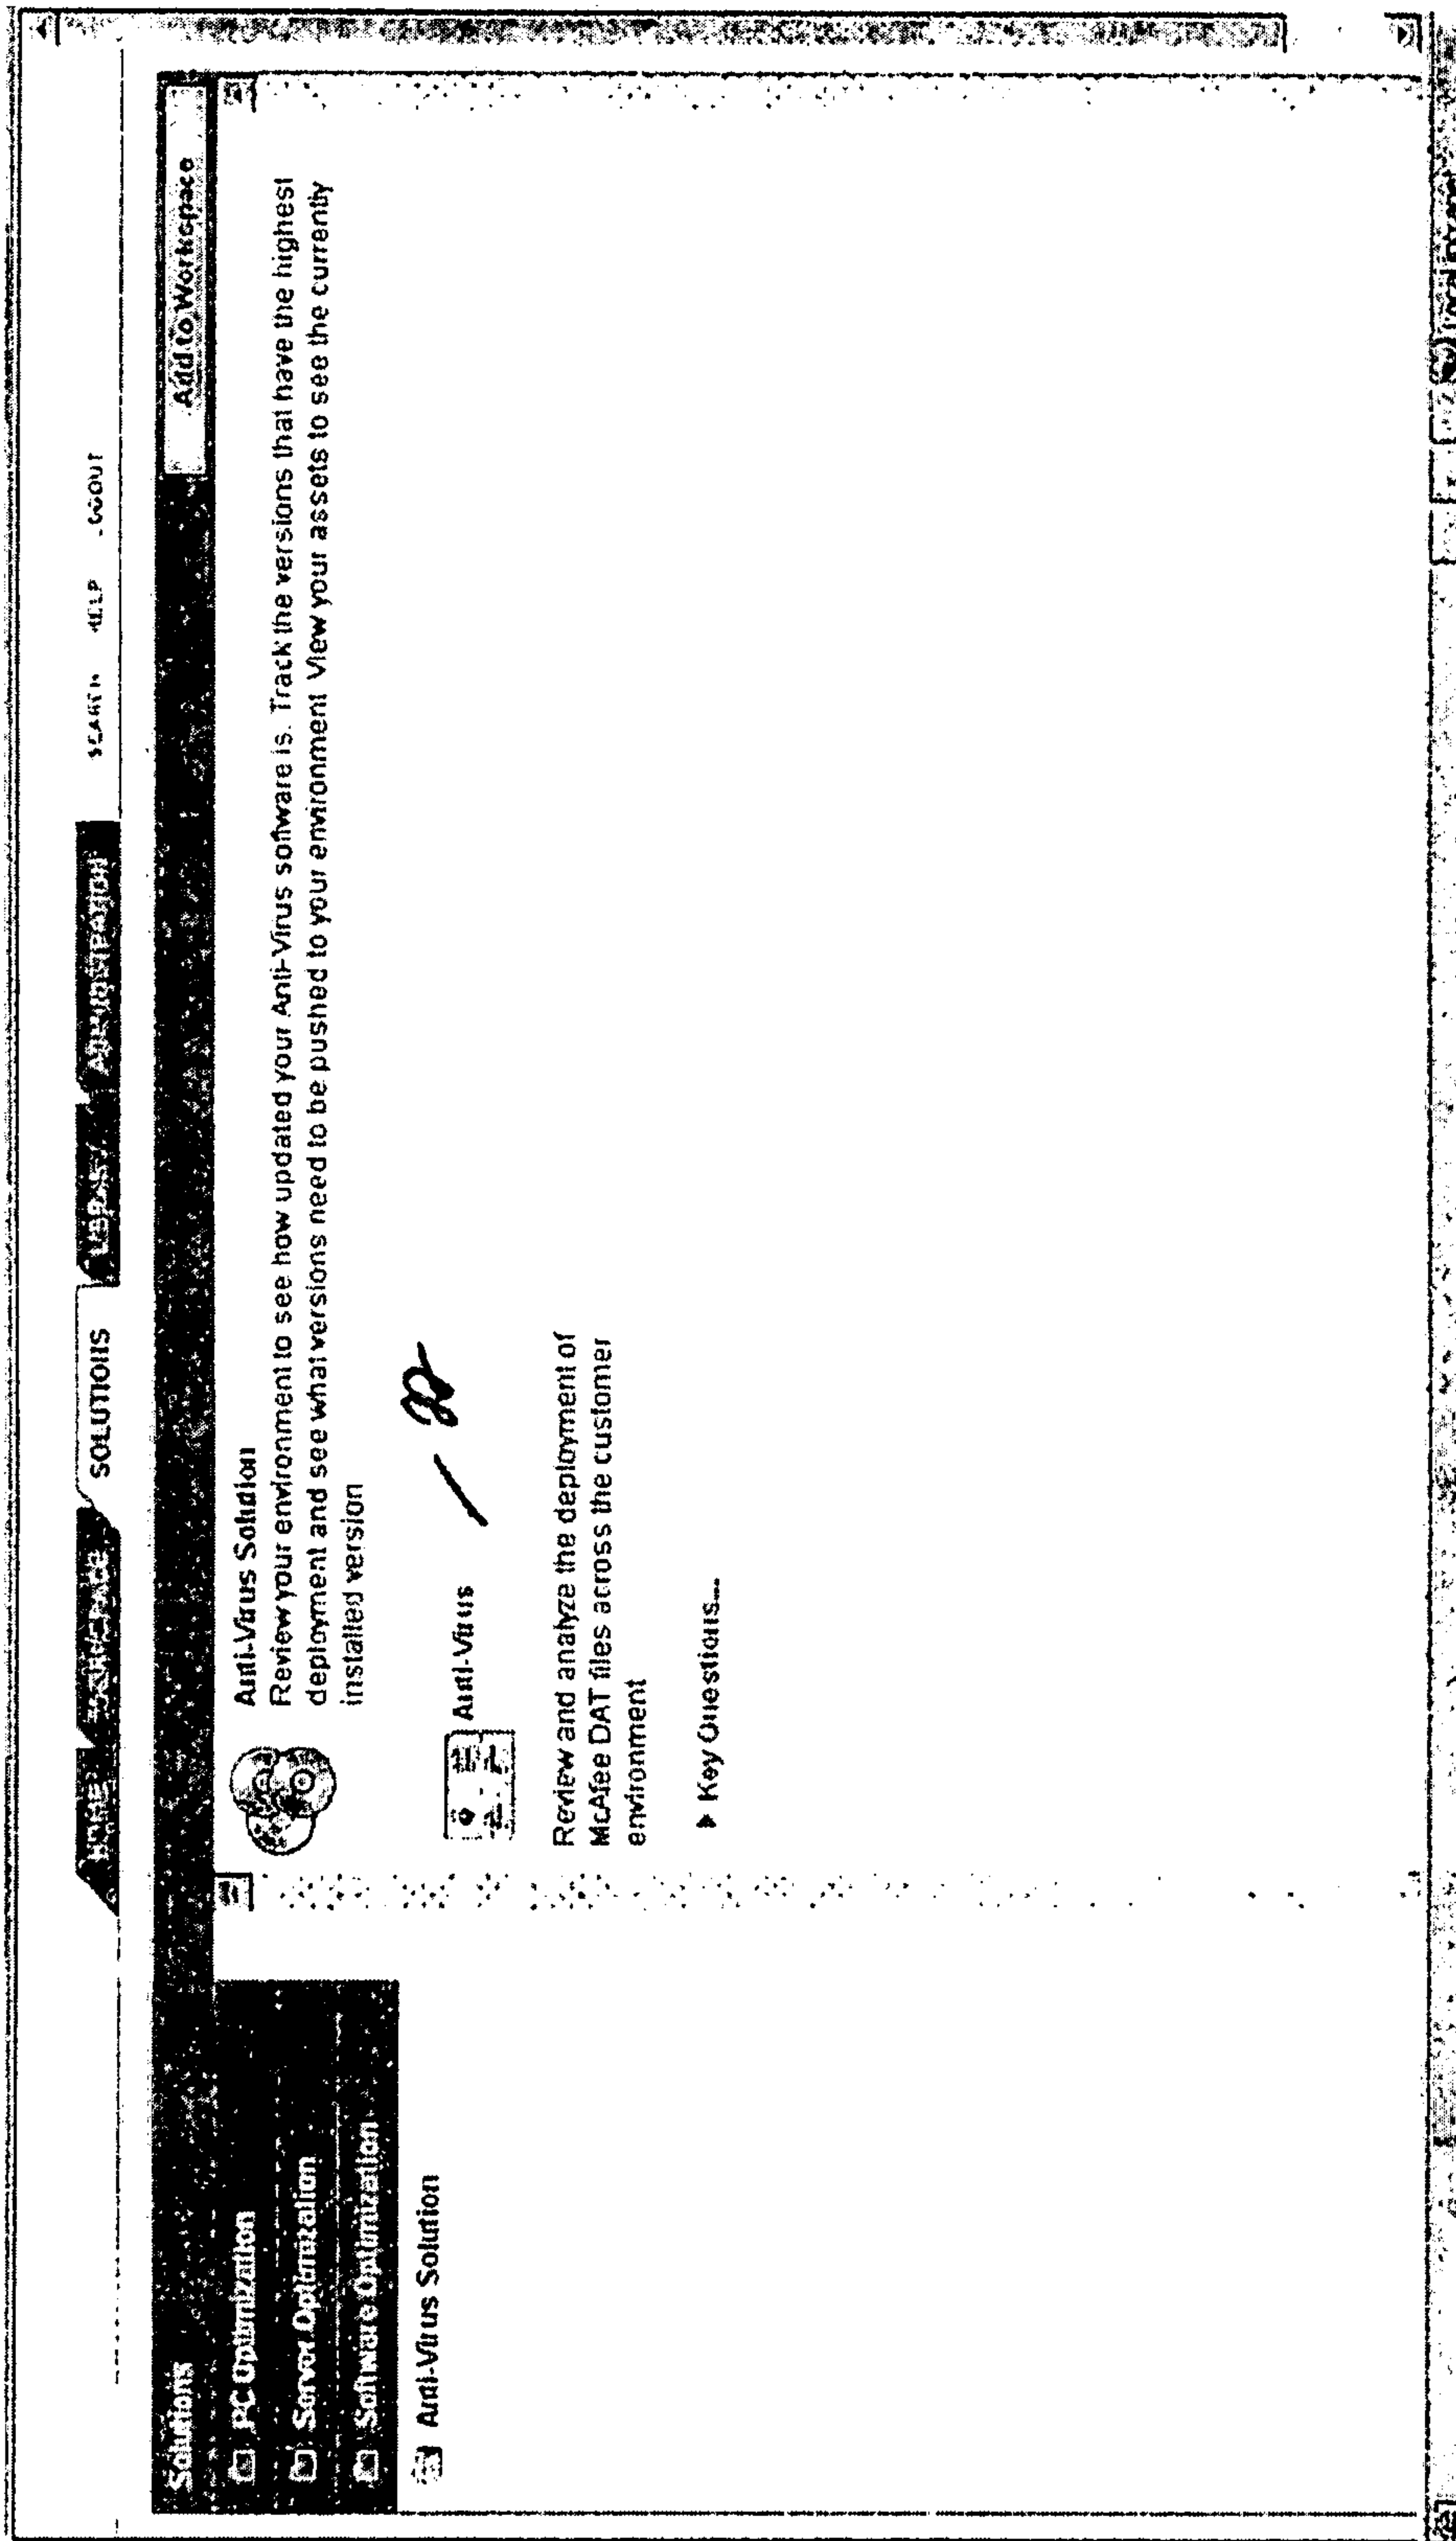 HOME WORKSPACE SOLUTIONS
SEARCH HELP LOGOUT
Solutions
Add to Workspace
PC Optimization
Server Optimization
Software Optimization
Anti-Virus Solution
Anti-Virus Solution
Review your environment to see how updated your Anti-Virus software is. Track the versions that have the highest
deployment and see what versions need to be pushed to your environment View your assets to see the currently
installed version
Anti-Virus
Review and analyze the deployment of
McAfee DAT files across the customer
environment
Key Questions...
Local intranet